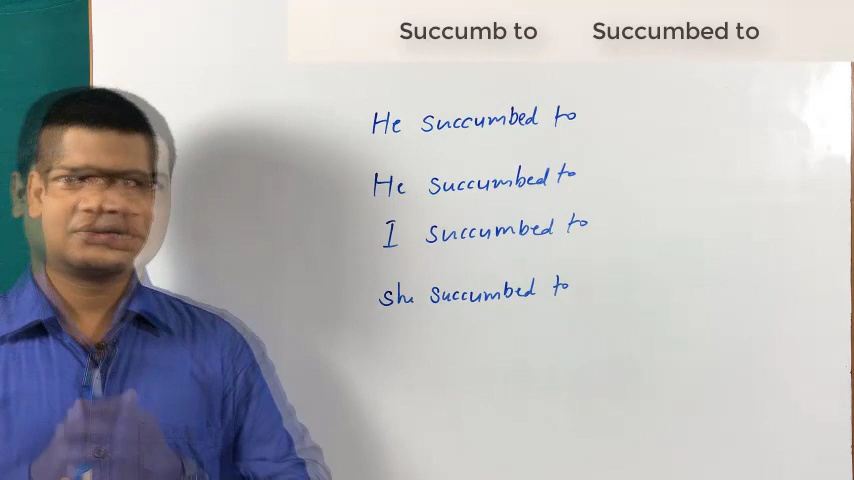 Succumb to Succumbed to
He succumbed to
He succumbed to
I succumbed to
she succumbed to